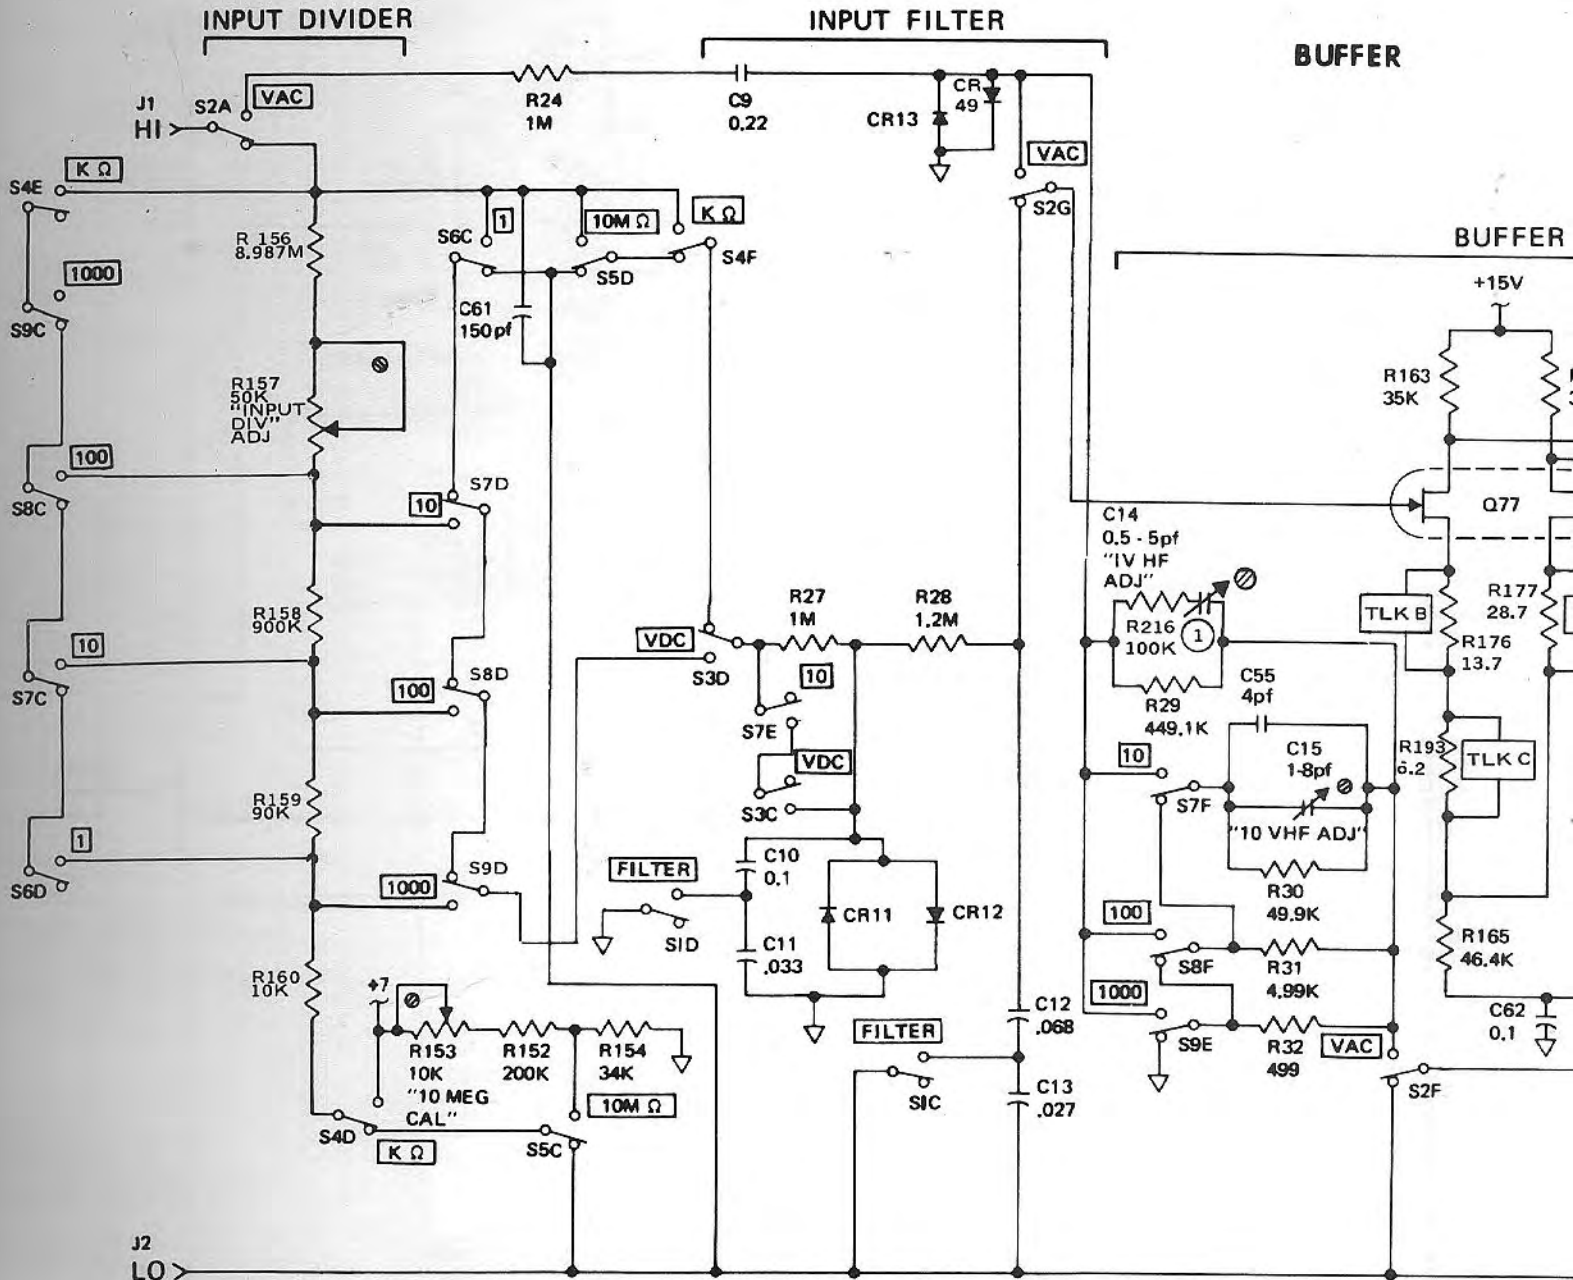 INPUT DIVIDER
INPUT FILTER
BUFFER
J1
HI
S2A
VAC
R24
1M
C9
0.22
CR13
CR
49
VAC
S2G
S4E
K Ω
1000
S9C
R 156
8.987M
S6C
1
10M Ω
S5D
K Ω
S4F
C61
150pf
BUFFER
+15V
R163
35K
R157
50K
"INPUT
DIV"
ADJ
100
S8C
S7D
10
Q77
C14
0.5 - 5pf
"IV HF
ADJ"
R216
100K
1
R29
449.1K
TLK B
R177
28.7
R176
13.7
R158
900K
10
S7C
S8D
100
VDC
S3D
R27
1M
R28
1.2M
10
S7E
VDC
S3C
C55
4pf
C15
1-8pf
"10 VHF ADJ"
10
S7F
R30
49.9K
R193
6.2
TLK C
R159
90K
1
S6D
S9D
1000
FILTER
SID
C10
0.1
C11
.033
CR11
CR12
100
S8F
R31
4.99K
1000
S9E
R32
499
VAC
S2F
R165
46.4K
C62
0.1
R160
10K
+7
R153
10K
"10 MEG
CAL"
R152
200K
R154
34K
10M Ω
S4D
K Ω
S5C
FILTER
SIC
C12
.068
C13
.027
J2
LO